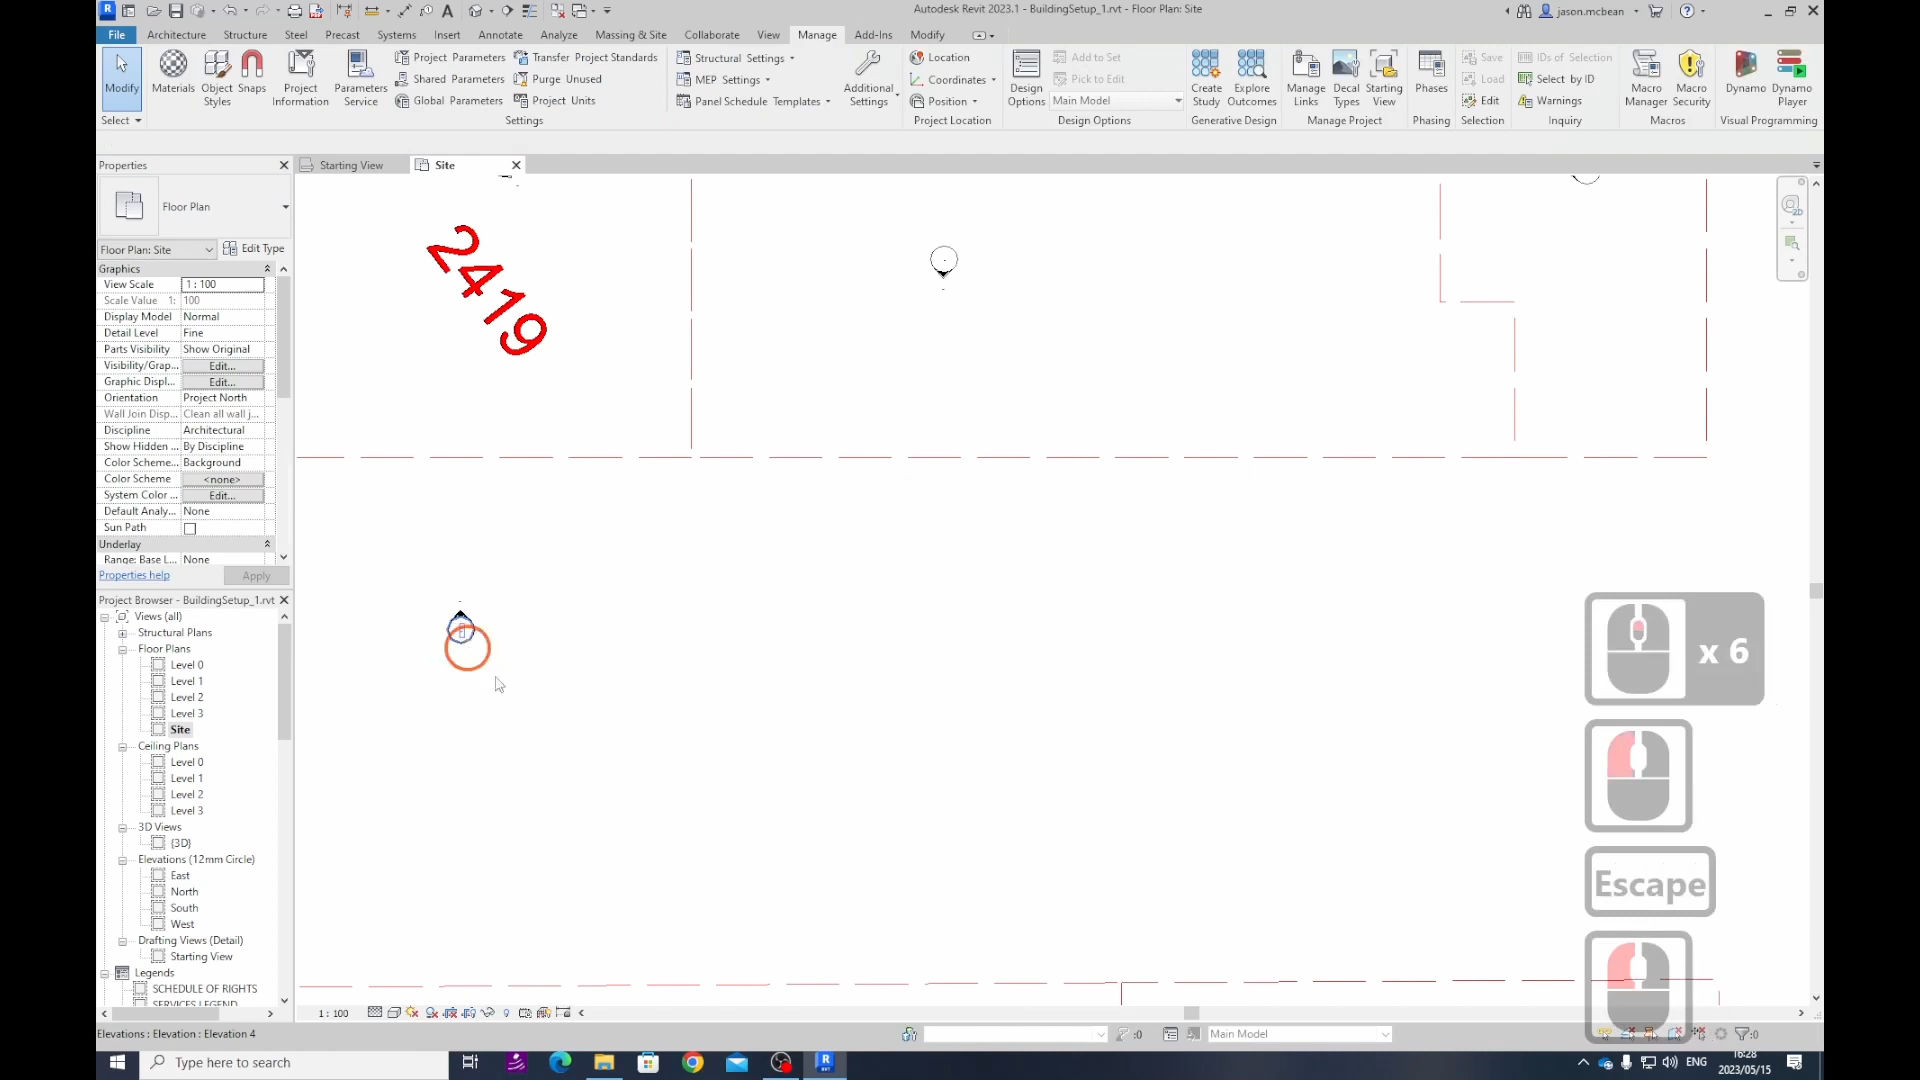 Autodesk Revit 2023.1 - BuildingSetup_1.rvt - Floor Plan: Site
jason.mcbean
File Architecture Structure Steel Precast Systems Insert Annotate Analyze Massing & Site Collaborate View Manage Add-Ins Modify
Modify
Materials
Object Styles
Snaps
Project Information
Parameters Service
Project Parameters
Shared Parameters
Global Parameters
Transfer Project Standards
Purge Unused
Project Units
Structural Settings
MEP Settings
Panel Schedule Templates
Additional Settings
Location
Coordinates
Position
Design Options
Add to Set
Pick to Edit
Main Model
Create Study
Explore Outcomes
Manage Links
Decal Types
Starting View
Phases
Save
Load
Edit
IDs of Selection
Select by ID
Warnings
Macro Manager
Macro Security
Dynamo
Dynamo Player
Select
Settings
Project Location
Design Options
Generative Design
Manage Project
Phasing
Selection
Inquiry
Macros
Visual Programming
Properties
Starting View
Site
Floor Plan
Floor Plan: Site
Edit Type
Graphics
View Scale 1 : 100
Scale Value 1: 100
Display Model Normal
Detail Level Fine
Parts Visibility Show Original
Visibility/Grap... Edit...
Graphic Displ... Edit...
Orientation Project North
Wall Join Disp... Clean all wall j...
Discipline Architectural
Show Hidden ... By Discipline
Color Scheme... Background
Color Scheme <none>
System Color ... Edit...
Default Analy... None
Sun Path
Underlay
Range: Base L... None
Properties help
Apply
Project Browser - BuildingSetup_1.rvt
Views (all)
Structural Plans
Floor Plans
Level 0
Level 1
Level 2
Level 3
Site
Ceiling Plans
Level 0
Level 1
Level 2
Level 3
3D Views
{3D}
Elevations (12mm Circle)
East
North
South
West
Drafting Views (Detail)
Starting View
Legends
SCHEDULE OF RIGHTS
SERVICES LEGEND
2419
x 6
Escape
1 : 100
Elevations : Elevation : Elevation 4
:0
Main Model
:0
Type here to search
ENG
16:28
2023/05/15